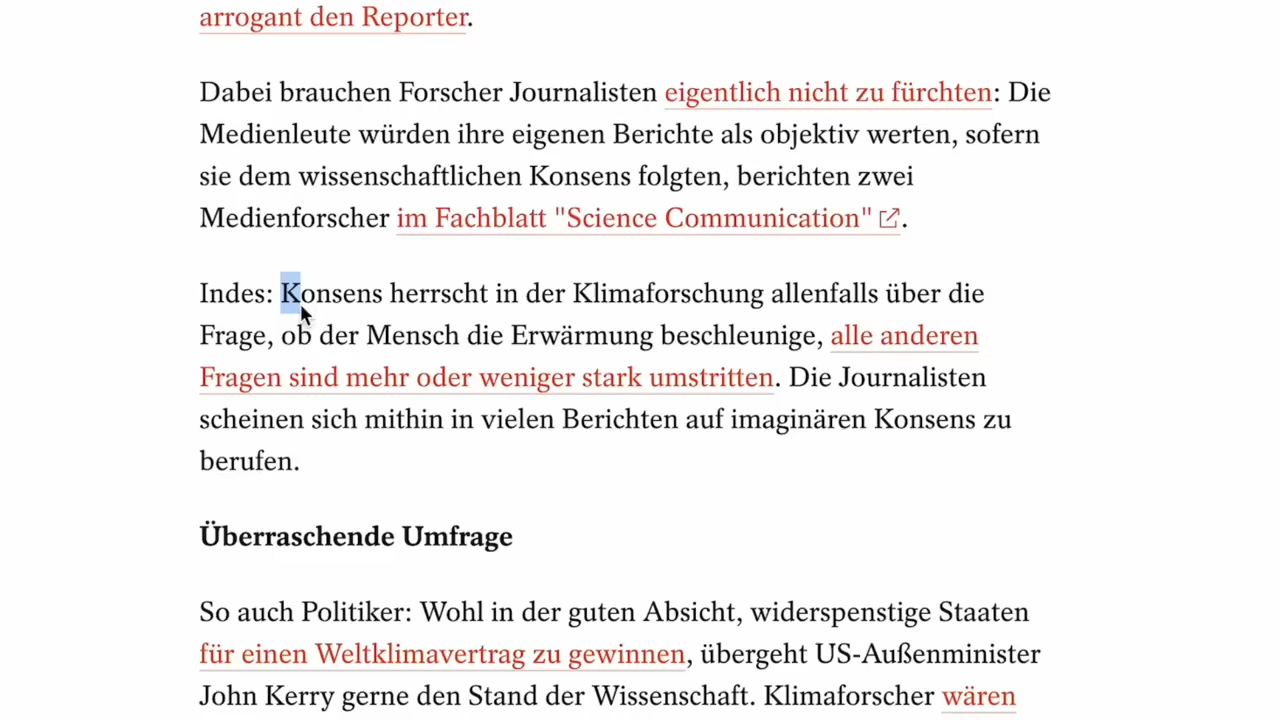 arrogant den Reporter.
Dabei brauchen Forscher Journalisten eigentlich nicht zu fürchten: Die
Medienleute würden ihre eigenen Berichte als objektiv werten, sofern
sie dem wissenschaftlichen Konsens folgten, berichten zwei
Medienforscher im Fachblatt "Science Communication".
Indes: Konsens herrscht in der Klimaforschung allenfalls über die
Frage, ob der Mensch die Erwärmung beschleunige, alle anderen
Fragen sind mehr oder weniger stark umstritten. Die Journalisten
scheinen sich mithin in vielen Berichten auf imaginären Konsens zu
berufen.
Überraschende Umfrage
So auch Politiker: Wohl in der guten Absicht, widerspenstige Staaten
für einen Weltklimavertrag zu gewinnen, übergeht US-Außenminister
John Kerry gerne den Stand der Wissenschaft. Klimaforscher wären